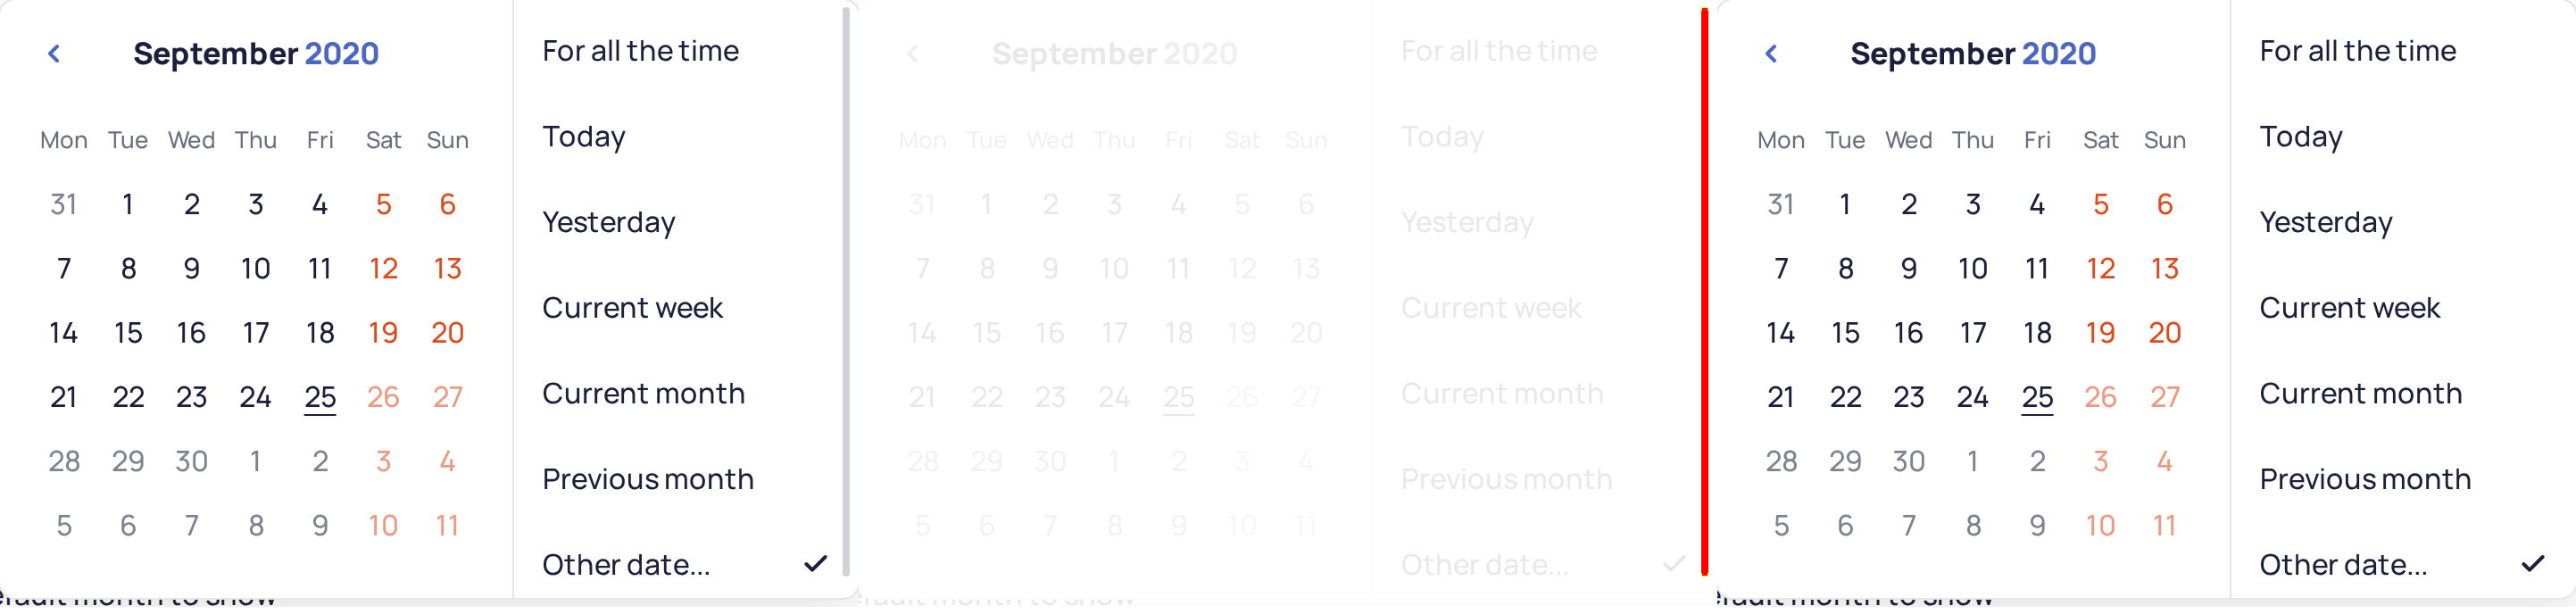 September 2020
Mon Tue Wed Thu Fri Sat Sun
31 1 2 3 4 5 6
7 8 9 10 11 12 13
14 15 16 17 18 19 20
21 22 23 24 25 26 27
28 29 30 1 2 3 4
5 6 7 8 9 10 11
For all the time
Today
Yesterday
Current week
Current month
Previous month
Other date...
month to show
September 2020
Mon Tue Wed Thu Fri Sat Sun
31 1 2 3 4 5 6
7 8 9 10 11 12 13
14 15 16 17 18 19 20
21 22 23 24 25 26 27
28 29 30 1 2 3 4
5 6 7 8 9 10 11
For all the time
Today
Yesterday
Current week
Current month
Previous month
Other date...
month to show
September 2020
Mon Tue Wed Thu Fri Sat Sun
31 1 2 3 4 5 6
7 8 9 10 11 12 13
14 15 16 17 18 19 20
21 22 23 24 25 26 27
28 29 30 1 2 3 4
5 6 7 8 9 10 11
For all the time
Today
Yesterday
Current week
Current month
Previous month
Other date...
month to show